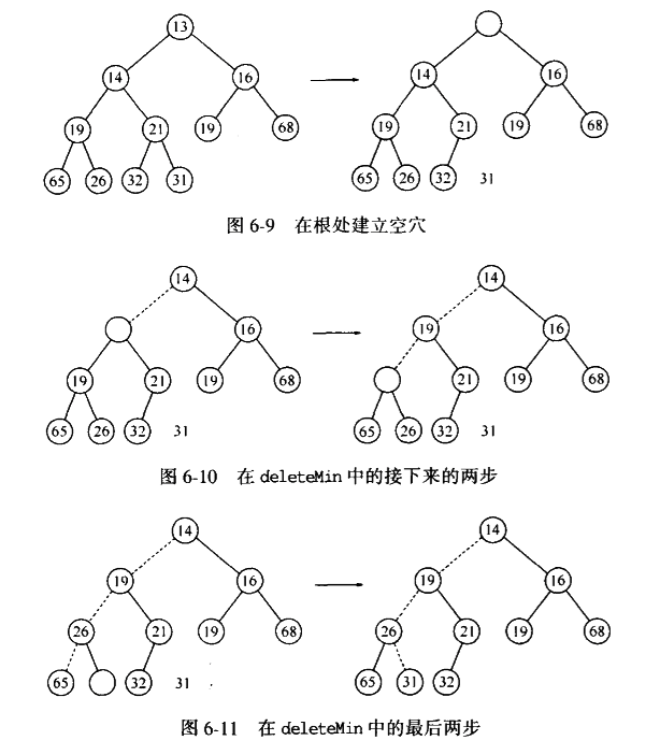 13
14 16 14 16
19 21 19 68 19 21 19 68
65 26 32 31 65 26 32 31
图 6-9 在根处建立空穴
14 14
16 19 16
19 21 19 68 21 19 68
65 26 32 31 65 26 32 31
图 6-10 在 deleteMin 中的接下来的两步
14 14
19 16 19 16
26 21 19 68 26 21 19 68
65 32 31 65 31 32
图 6-11 在 deleteMin 中的最后两步